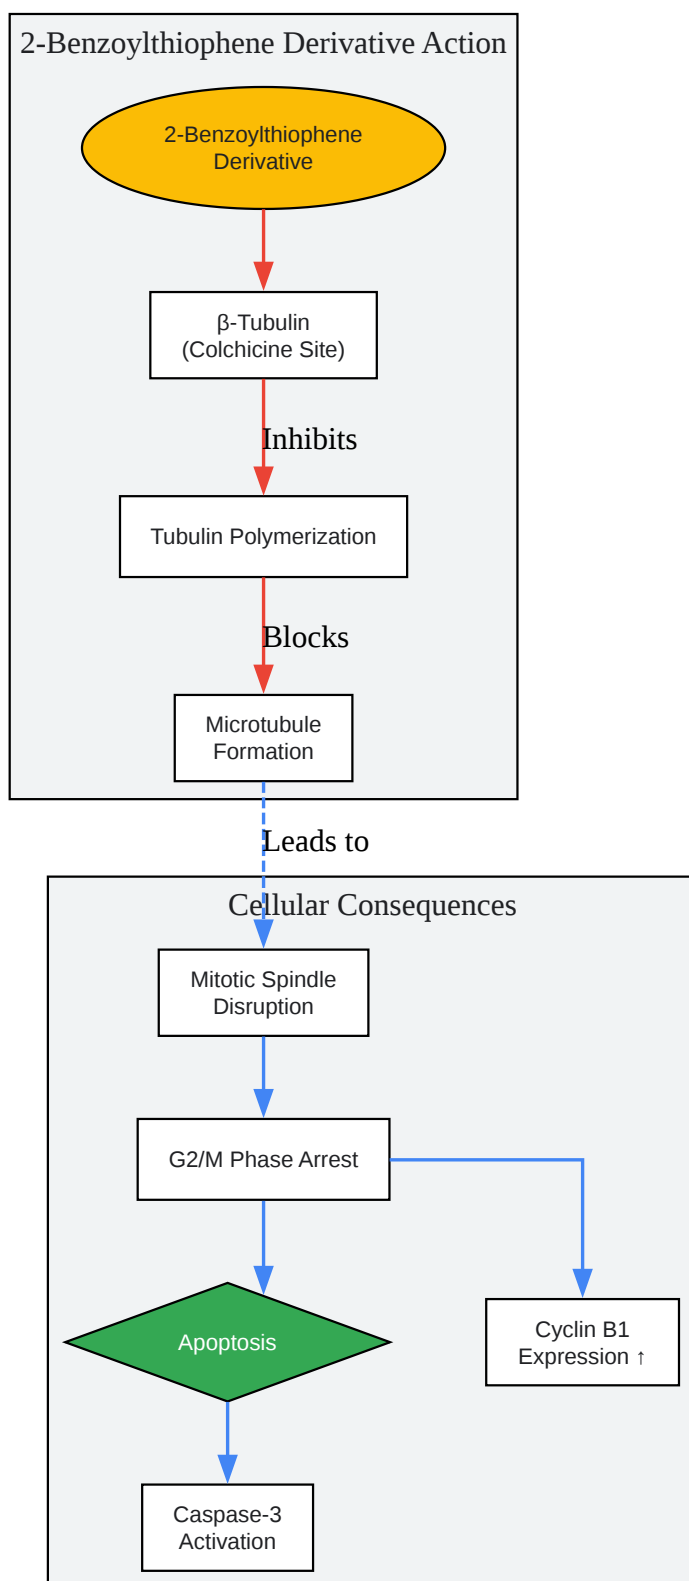 2-Benzoylthiophene Derivative Action
2-Benzoylthiophene
Derivative
β-Tubulin
(Colchicine Site)
Inhibits
Tubulin Polymerization
Blocks
Microtubule
Formation
Leads to
Cellular Consequences
Mitotic Spindle
Disruption
G2/M Phase Arrest
Apoptosis
Cyclin B1
Expression ↑
Caspase-3
Activation